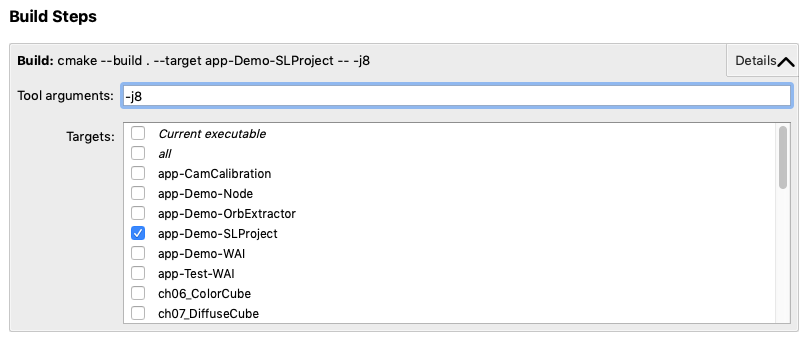 Build Steps
Build: cmake --build . --target app-Demo-SLProject -- -j8
Details
Tool arguments: -j8
Targets:
Current executable
all
app-CamCalibration
app-Demo-Node
app-Demo-OrbExtractor
app-Demo-SLProject
app-Demo-WAI
app-Test-WAI
ch06_ColorCube
ch07_DiffuseCube